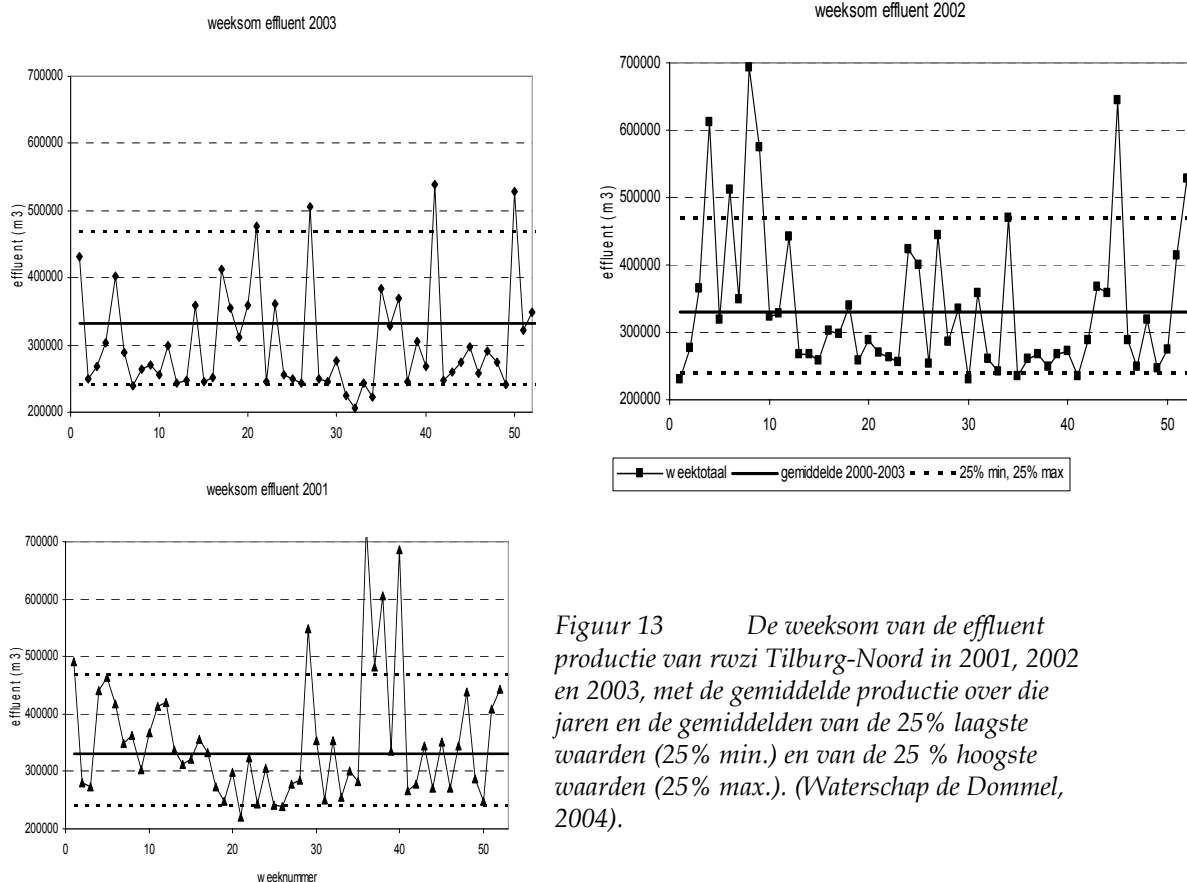 weeksom effluent 2003
700000
600000
500000
400000
300000
200000
effluent (m3)
0 10 20 30 40 50
weeksom effluent 2002
700000
600000
500000
400000
300000
200000
effluent (m3)
0 10 20 30 40 50
weektotaal gemiddelde 2000-2003 25% min, 25% max
weeksom effluent 2001
700000
600000
500000
400000
300000
200000
effluent (m3)
0 10 20 30 40 50
weeknummer
Figuur 13 De weeksom van de effluent
productie van rwzi Tilburg-Noord in 2001, 2002
en 2003, met de gemiddelde productie over die
jaren en de gemiddelden van de 25% laagste
waarden (25% min.) en van de 25 % hoogste
waarden (25% max.). (Waterschap de Dommel,
2004).